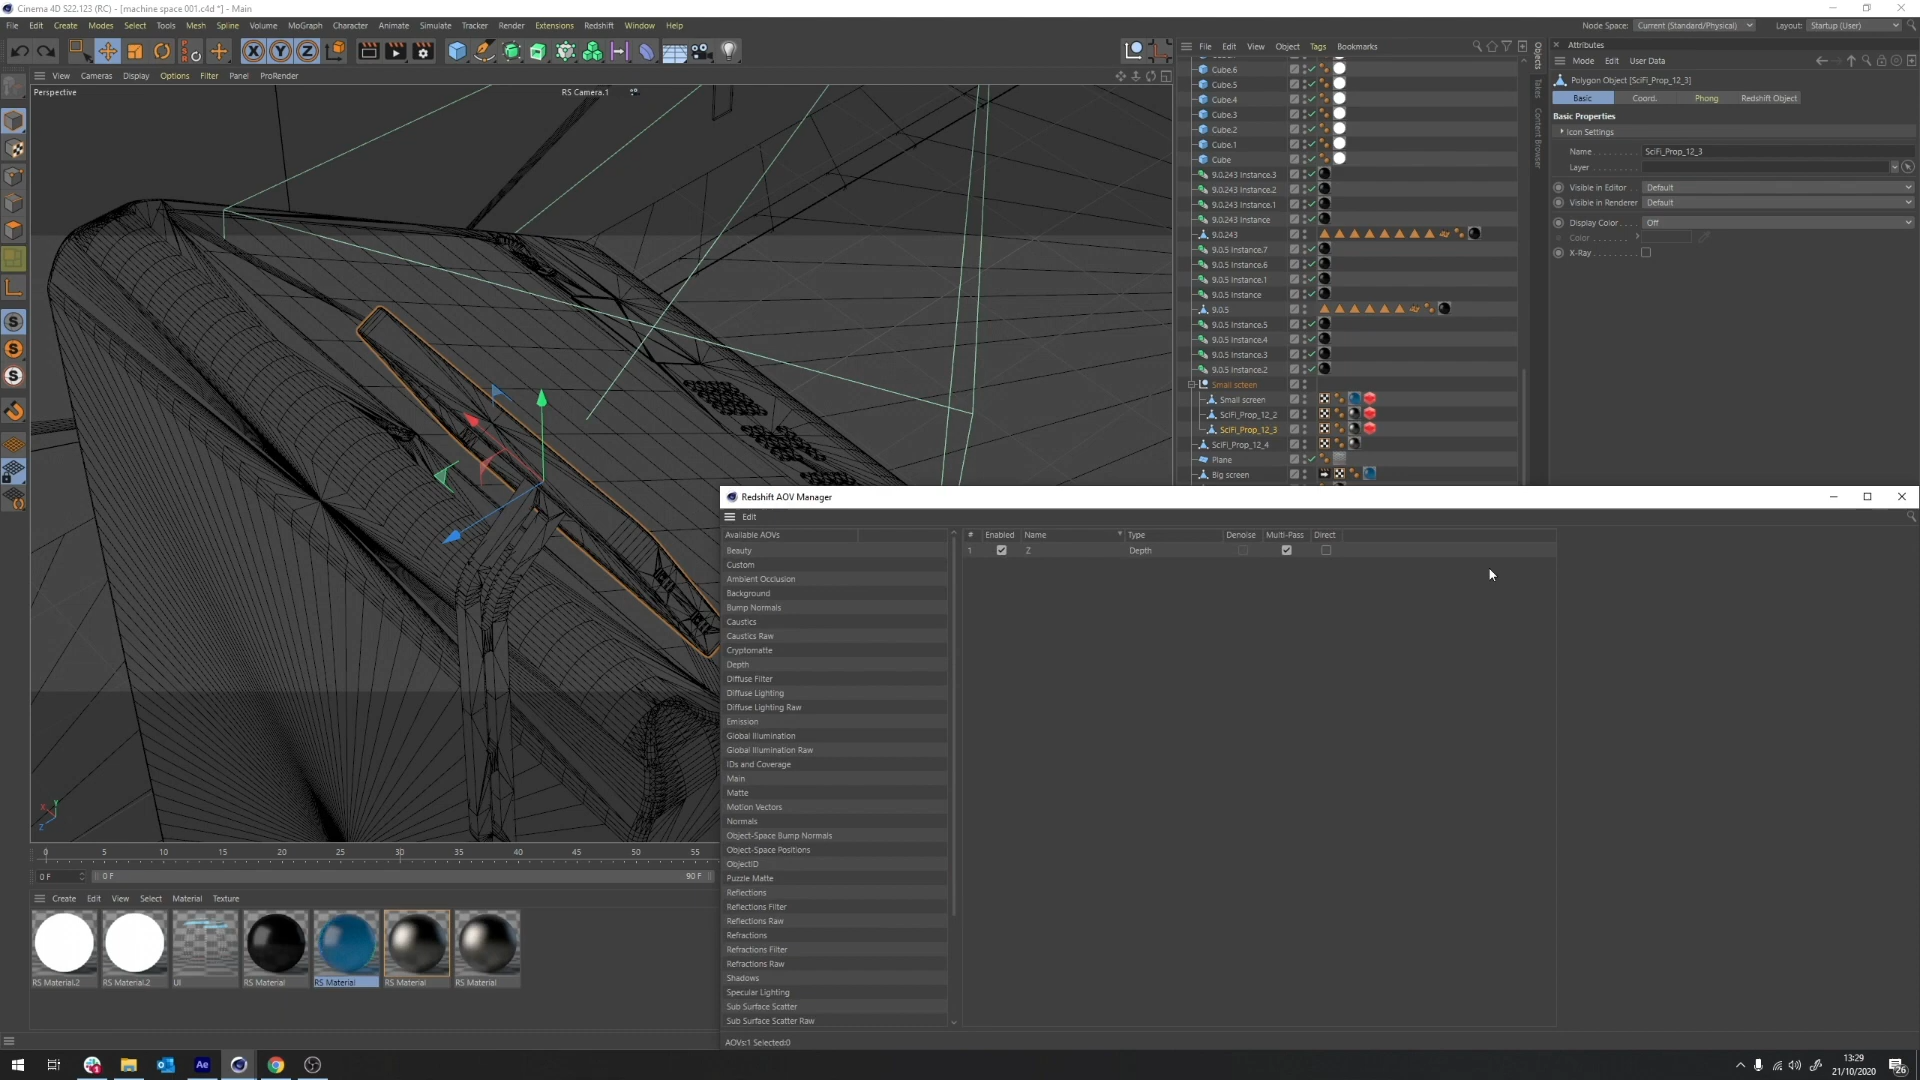 Cinema 4D S22.123 (RC) - [machine space 001.c4d *] - Main
File Edit Create Modes Select Tools Mesh Spline Volume MoGraph Character Animate Simulate Tracker Render Extensions Redshift Window Help
Node Space: Current (Standard/Physical) Layout: Startup (User)
File Edit View Object Tags Bookmarks
Attributes
Mode Edit User Data
View Cameras Display Options Filter Panel ProRender
Perspective
RS Camera.1
Polygon Object [SciFi_Prop_12_3]
Basic Coord. Phong Redshift Object
Basic Properties
Icon Settings
Name SciFi_Prop_12_3
Layer
Visible in Editor Default
Visible in Renderer Default
Display Color Off
Color
X-Ray
Objects
Takes
Content Browser
Cube.6
Cube.5
Cube.4
Cube.3
Cube.2
Cube.1
Cube
9.0.243 Instance.3
9.0.243 Instance.2
9.0.243 Instance.1
9.0.243 Instance
9.0.243
9.0.5 Instance.7
9.0.5 Instance.6
9.0.5 Instance.1
9.0.5 Instance
9.0.5
9.0.5 Instance.5
9.0.5 Instance.4
9.0.5 Instance.3
9.0.5 Instance.2
Small scteen
Small screen
SciFi_Prop_12_2
SciFi_Prop_12_3
SciFi_Prop_12_4
Plane
Big screen
Redshift AOV Manager
Edit
Available AOVs
# Enabled Name Type Denoise Multi-Pass Direct
1 Z Depth
Beauty
Custom
Ambient Occlusion
Background
Bump Normals
Caustics
Caustics Raw
Cryptomatte
Depth
Diffuse Filter
Diffuse Lighting
Diffuse Lighting Raw
Emission
Global Illumination
Global Illumination Raw
IDs and Coverage
Main
Matte
Motion Vectors
Normals
Object-Space Bump Normals
Object-Space Positions
ObjectID
Puzzle Matte
Reflections
Reflections Filter
Reflections Raw
Refractions
Refractions Filter
Refractions Raw
Shadows
Specular Lighting
Sub Surface Scatter
Sub Surface Scatter Raw
AOVs:1 Selected:0
X Y Z
0 5 10 15 20 25 30 35 40 45 50 55
0 F 0 F 90 F
Create Edit View Select Material Texture
RS Material.2 RS Material.2 UI RS Material RS Material RS Material RS Material
Ae
13:29
21/10/2020
26